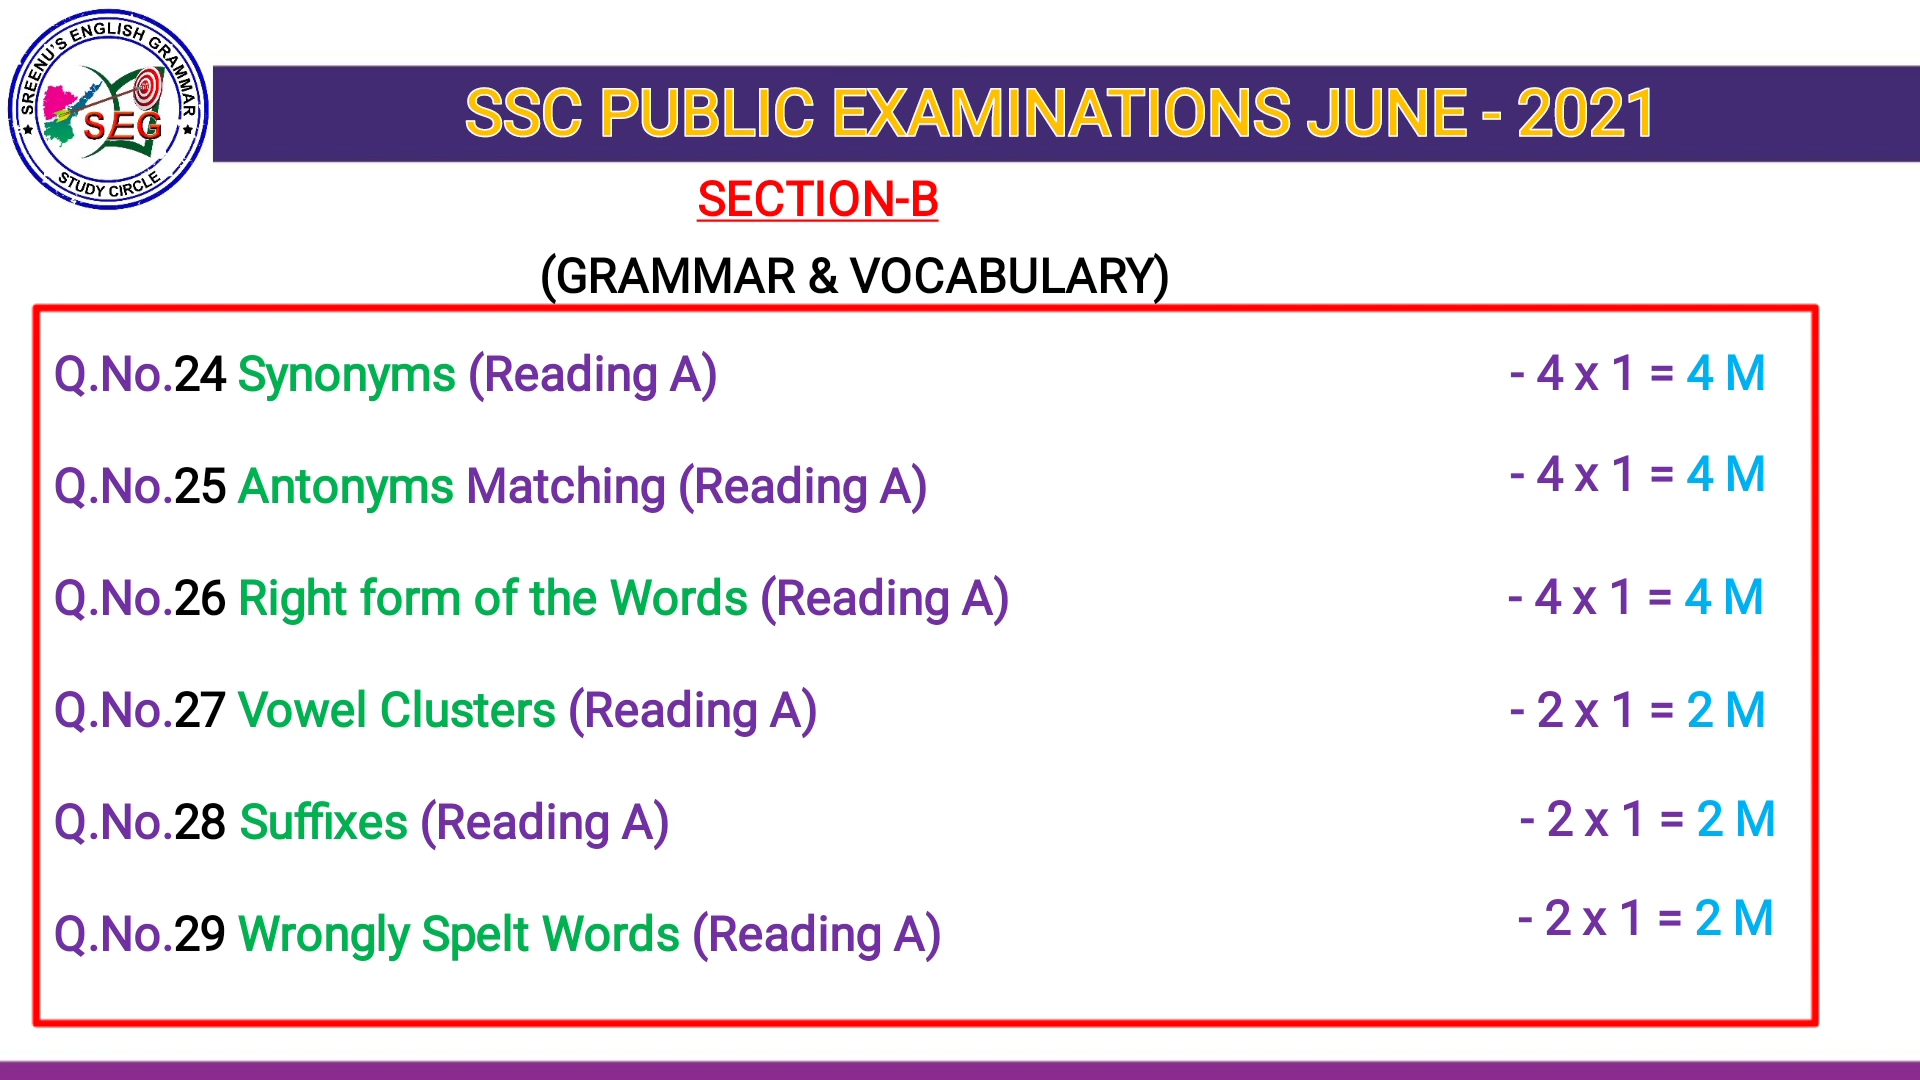 SREENU'S ENGLISH GRAMMAR
SEG
STUDY CIRCLE
SSC PUBLIC EXAMINATIONS JUNE - 2021
SECTION-B
(GRAMMAR & VOCABULARY)
Q.No.24 Synonyms (Reading A) - 4 x 1 = 4 M
Q.No.25 Antonyms Matching (Reading A) - 4 x 1 = 4 M
Q.No.26 Right form of the Words (Reading A) - 4 x 1 = 4 M
Q.No.27 Vowel Clusters (Reading A) - 2 x 1 = 2 M
Q.No.28 Suffixes (Reading A) - 2 x 1 = 2 M
Q.No.29 Wrongly Spelt Words (Reading A) - 2 x 1 = 2 M